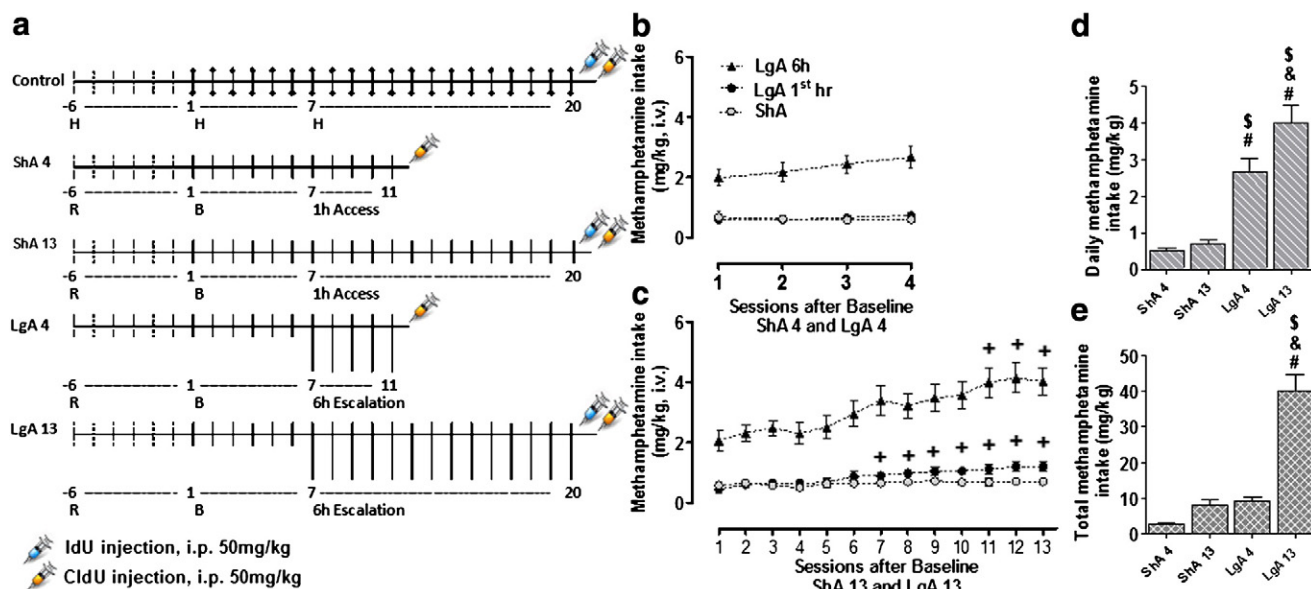 a
Control
-6 1 7 20
H H H
ShA 4
-6 1 7 11
R B 1h Access
ShA 13
-6 1 7 20
R B 1h Access
LgA 4
-6 1 7 11
R B 6h Escalation
LgA 13
-6 1 7 20
R B 6h Escalation
IdU injection, i.p. 50mg/kg
CldU injection, i.p. 50mg/kg
b
Methamphetamine intake
(mg/kg, i.v.)
6
4
2
0
LgA 6h
LgA 1st hr
ShA
1 2 3 4
Sessions after Baseline
ShA 4 and LgA 4
c
Methamphetamine intake
(mg/kg, i.v.)
6
4
2
0
+ + +
+ + + + + + +
1 2 3 4 5 6 7 8 9 10 11 12 13
Sessions after Baseline
ShA 13 and LgA 13
d
Daily methamphetamine
intake (mg/kg)
5
4
3
2
1
0
$
#
$
&
#
ShA 4 ShA 13 LgA 4 LgA 13
e
Total methamphetamine
intake (mg/kg)
50
40
30
20
10
0
$
&
#
ShA 4 ShA 13 LgA 4 LgA 13